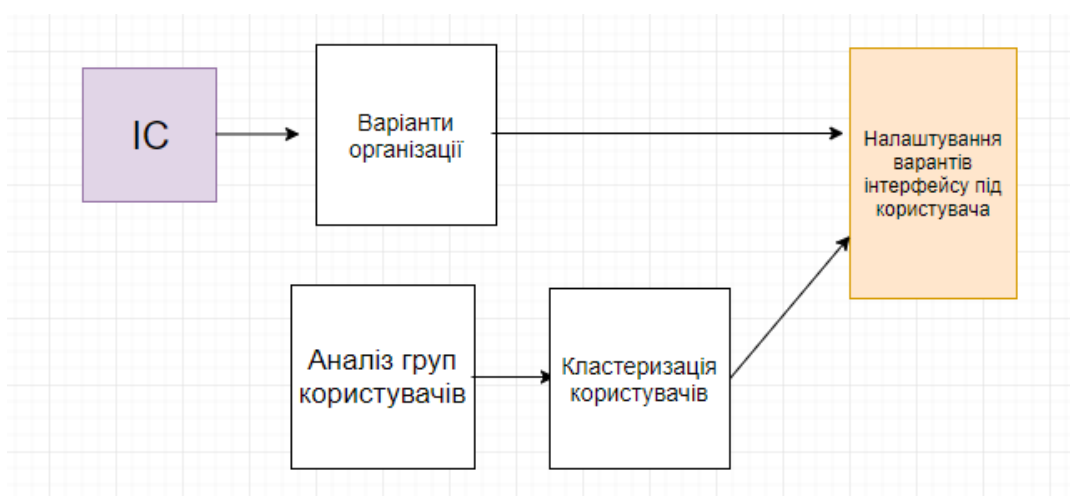 ІС
Варіанти
організації
Налаштування
варантів
інтерфейсу під
користувача
Аналіз груп
користувачів
Кластеризація
користувачів